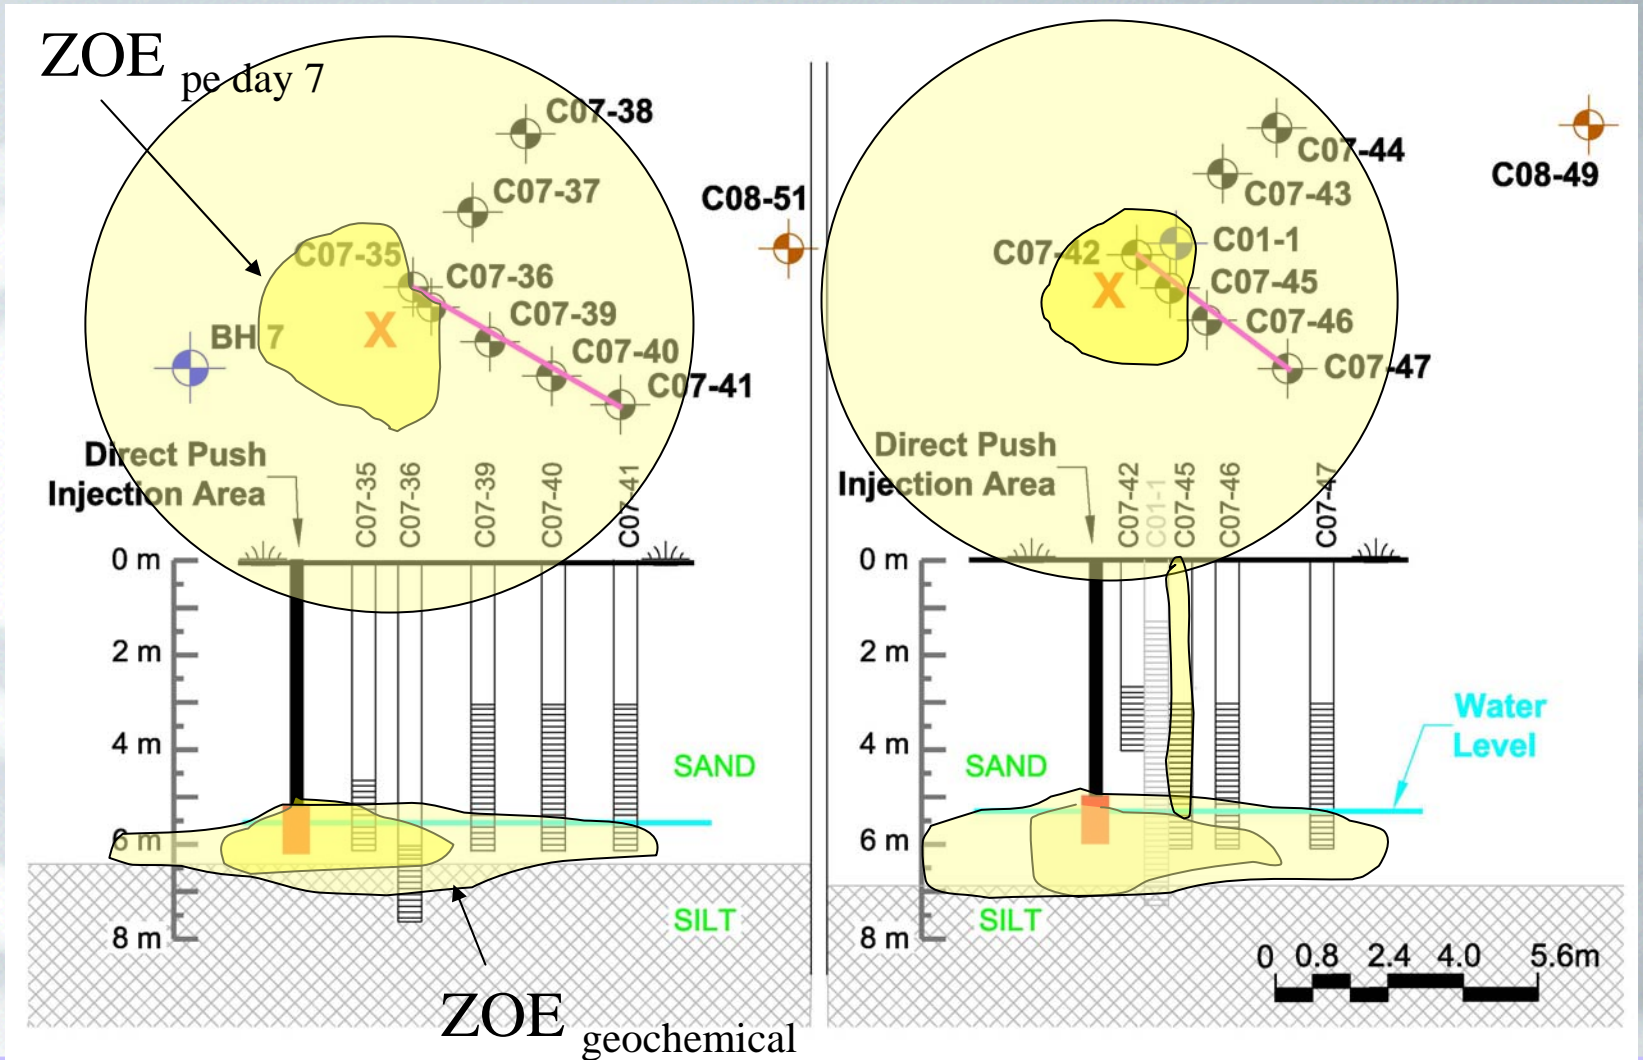 ZOE pe day 7
C07-38
C07-37
C08-51
C07-35
C07-36
C07-39
BH 7
C07-40
C07-41
Direct Push
Injection Area
C07-35
C07-36
C07-39
C07-40
C07-41
0 m
2 m
4 m
6 m
8 m
SAND
SILT
ZOE geochemical
C07-44
C08-49
C07-43
C01-1
C07-42
C07-45
X
X
C07-46
C07-47
Direct Push
Injection Area
C07-42
C01-1
C07-45
C07-46
C07-47
0 m
2 m
4 m
6 m
8 m
SAND
SILT
Water
Level
0 0.8 2.4 4.0 5.6m